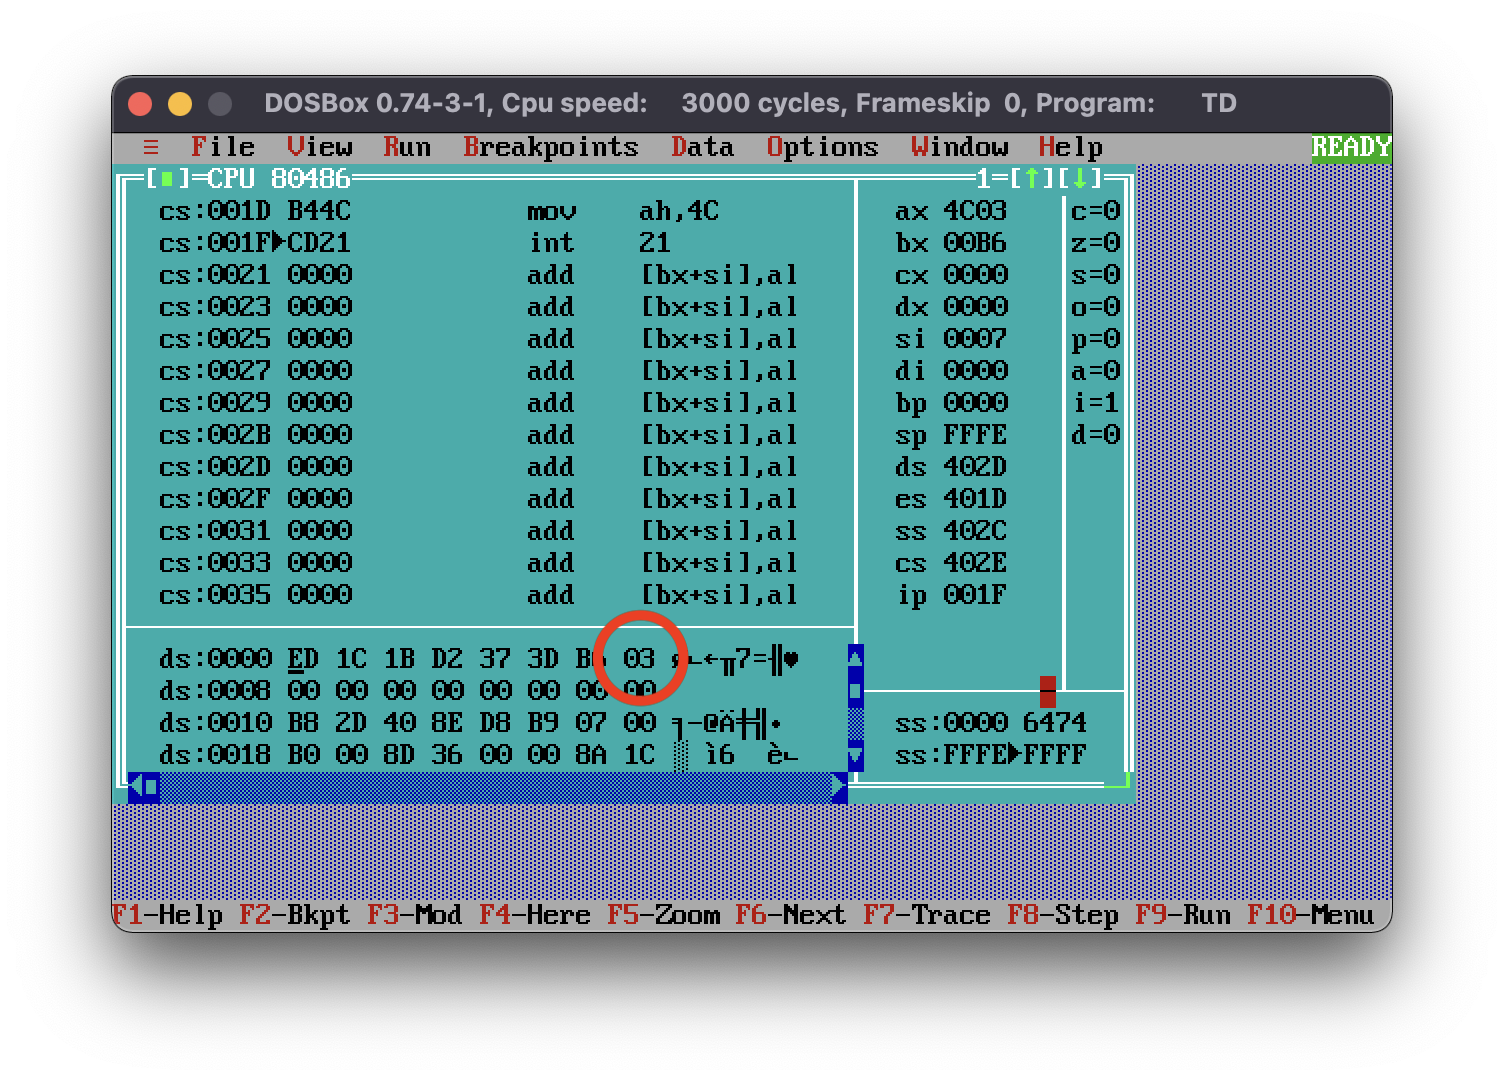 DOSBox 0.74-3-1, Cpu speed: 3000 cycles, Frameskip 0, Program: TD
≡ File View Run Breakpoints Data Options Window Help READY
[■]=CPU 80486 1=[↑][↓]
cs:001D B44C mov ah,4C ax 4C03 c=0
cs:001F►CD21 int 21 bx 00B6 z=0
cs:0021 0000 add [bx+si],al cx 0000 s=0
cs:0023 0000 add [bx+si],al dx 0000 o=0
cs:0025 0000 add [bx+si],al si 0007 p=0
cs:0027 0000 add [bx+si],al di 0000 a=0
cs:0029 0000 add [bx+si],al bp 0000 i=1
cs:002B 0000 add [bx+si],al sp FFFE d=0
cs:002D 0000 add [bx+si],al ds 402D
cs:002F 0000 add [bx+si],al es 401D
cs:0031 0000 add [bx+si],al ss 402C
cs:0033 0000 add [bx+si],al cs 402E
cs:0035 0000 add [bx+si],al ip 001F
ds:0000 ED 1C 1B D2 37 3D B6 03 ∟←╥7=╢♥
ds:0008 00 00 00 00 00 00 00 00
ds:0010 B8 2D 40 8E D8 B9 07 00 ╕-@Ä╪╣•
ds:0018 B0 00 8D 36 00 00 8A 1C ░ ì6 è∟
ss:0000 6474
ss:FFFE►FFFF
F1-Help F2-Bkpt F3-Mod F4-Here F5-Zoom F6-Next F7-Trace F8-Step F9-Run F10-Menu